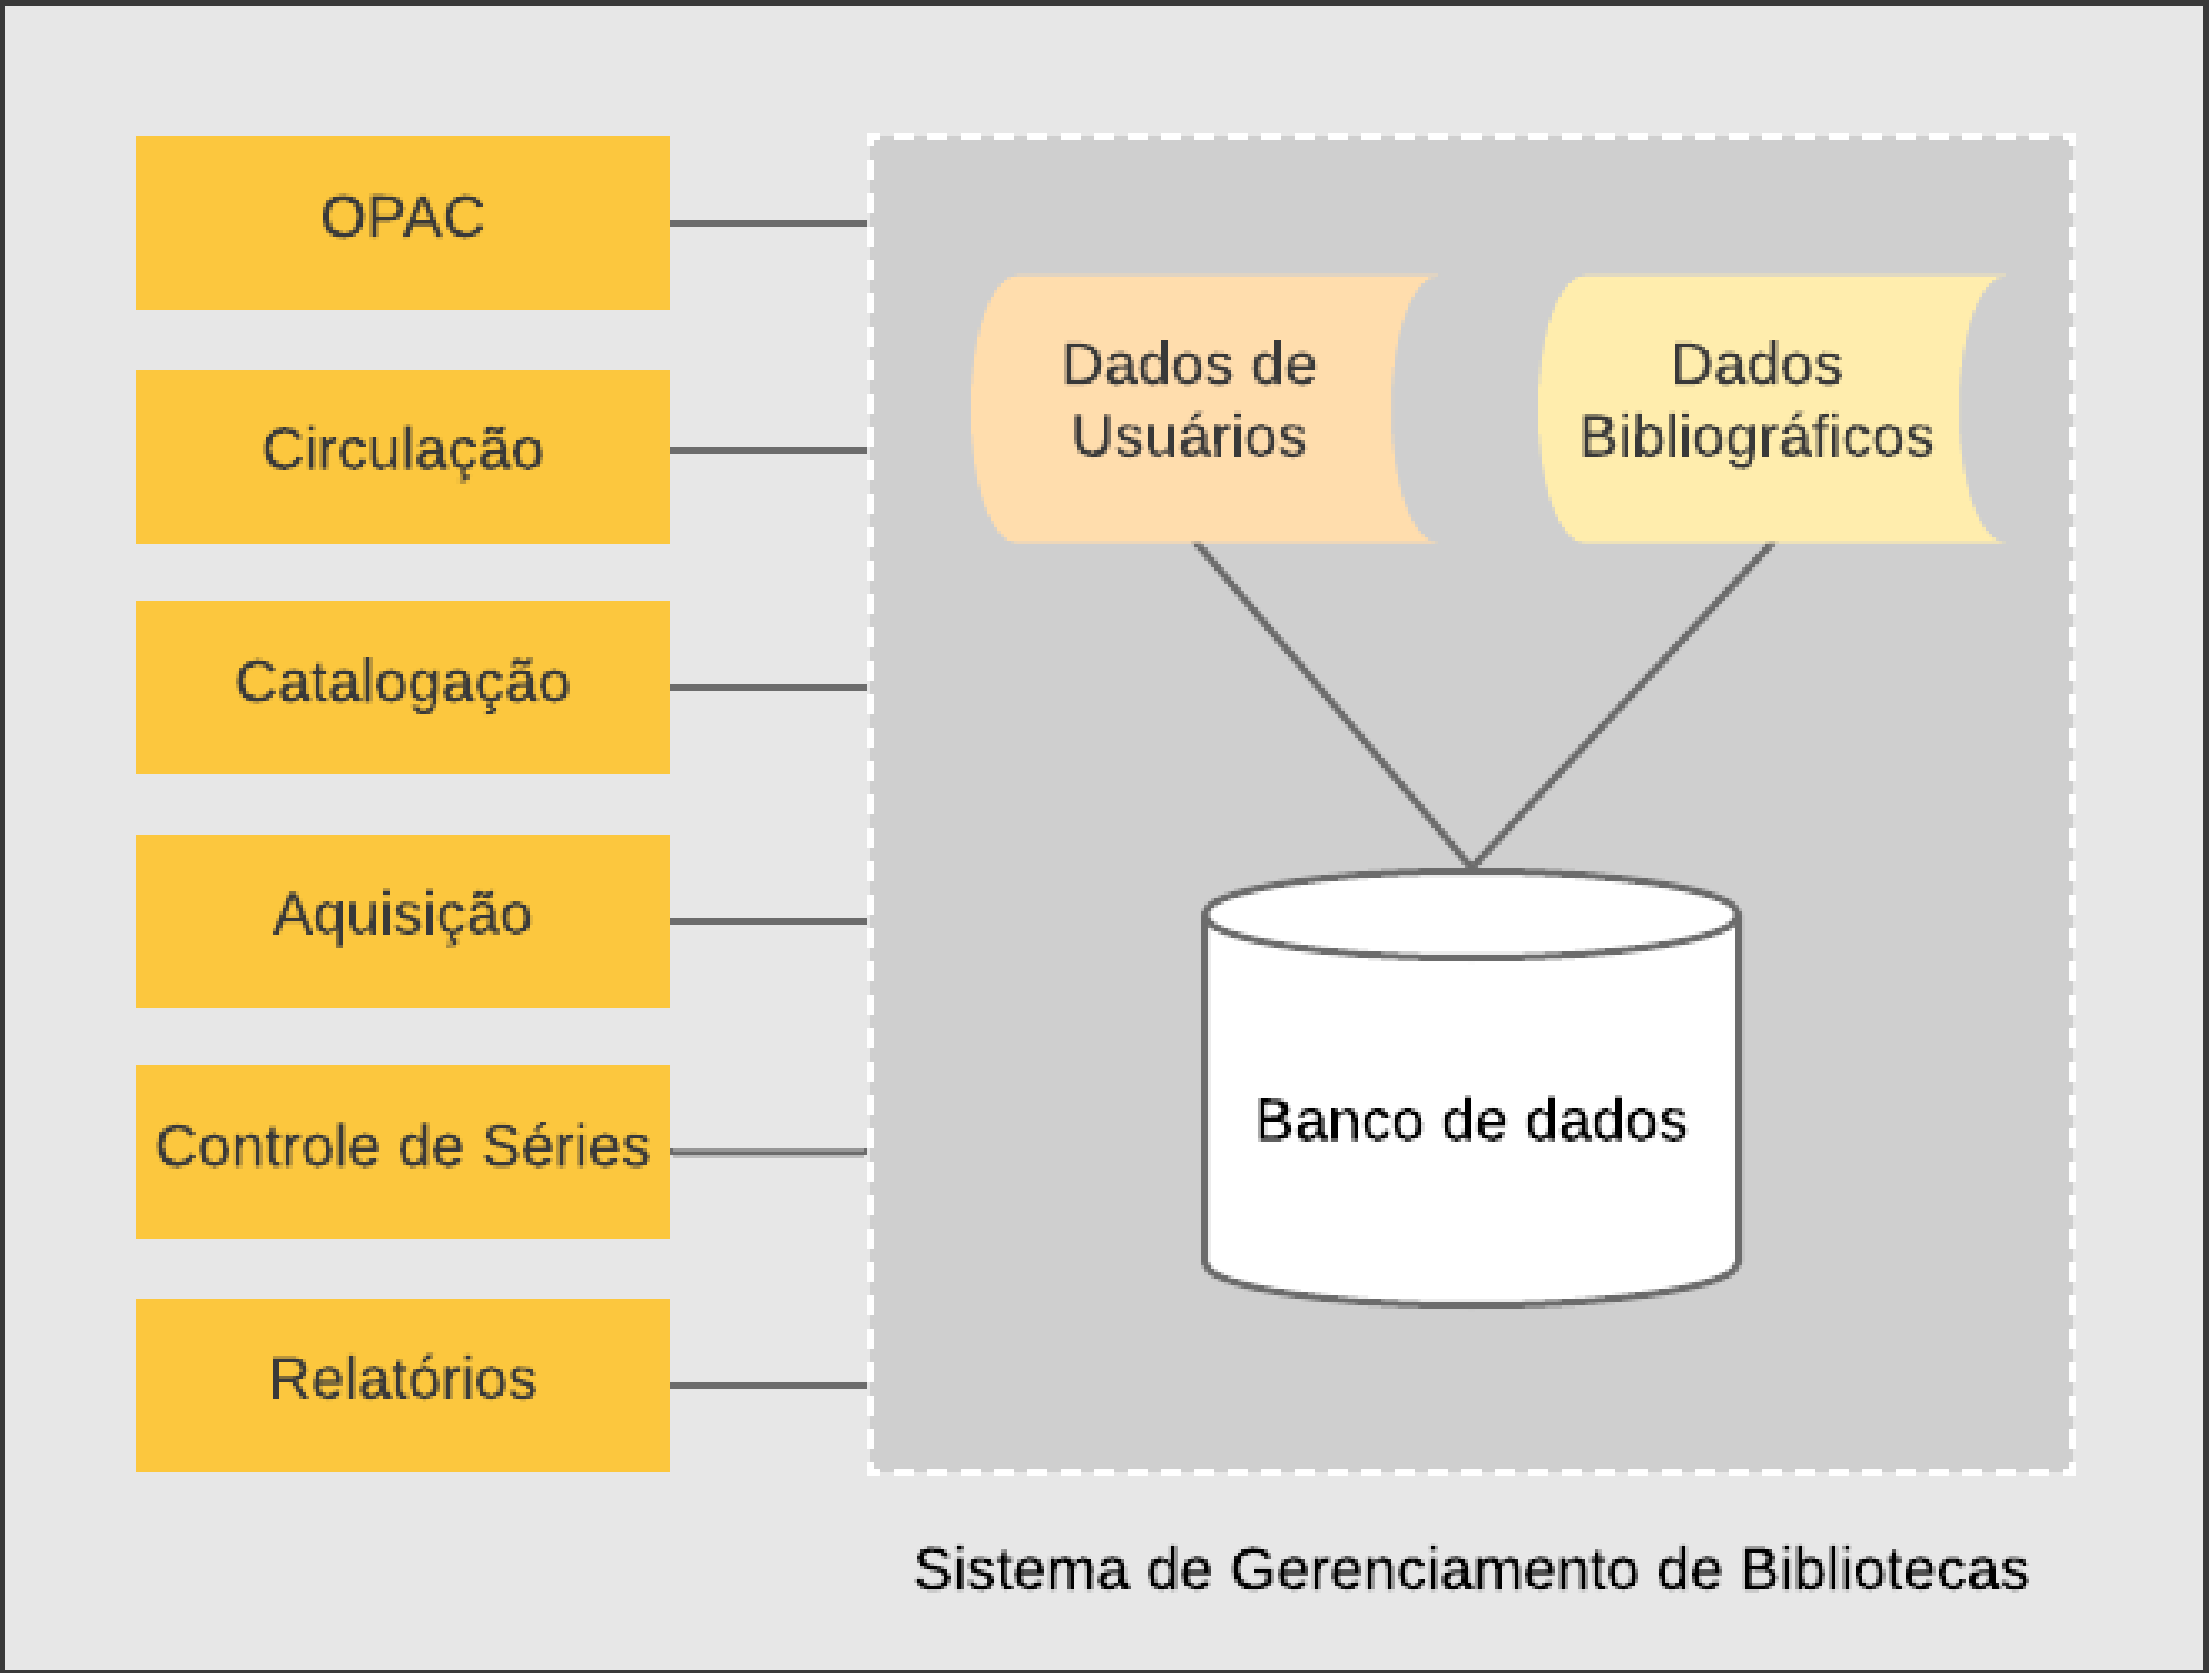 OPAC
Circulação
Catalogação
Aquisição
Controle de Séries
Relatórios
Dados de
Usuários
Dados
Bibliográficos
Banco de dados
Sistema de Gerenciamento de Bibliotecas